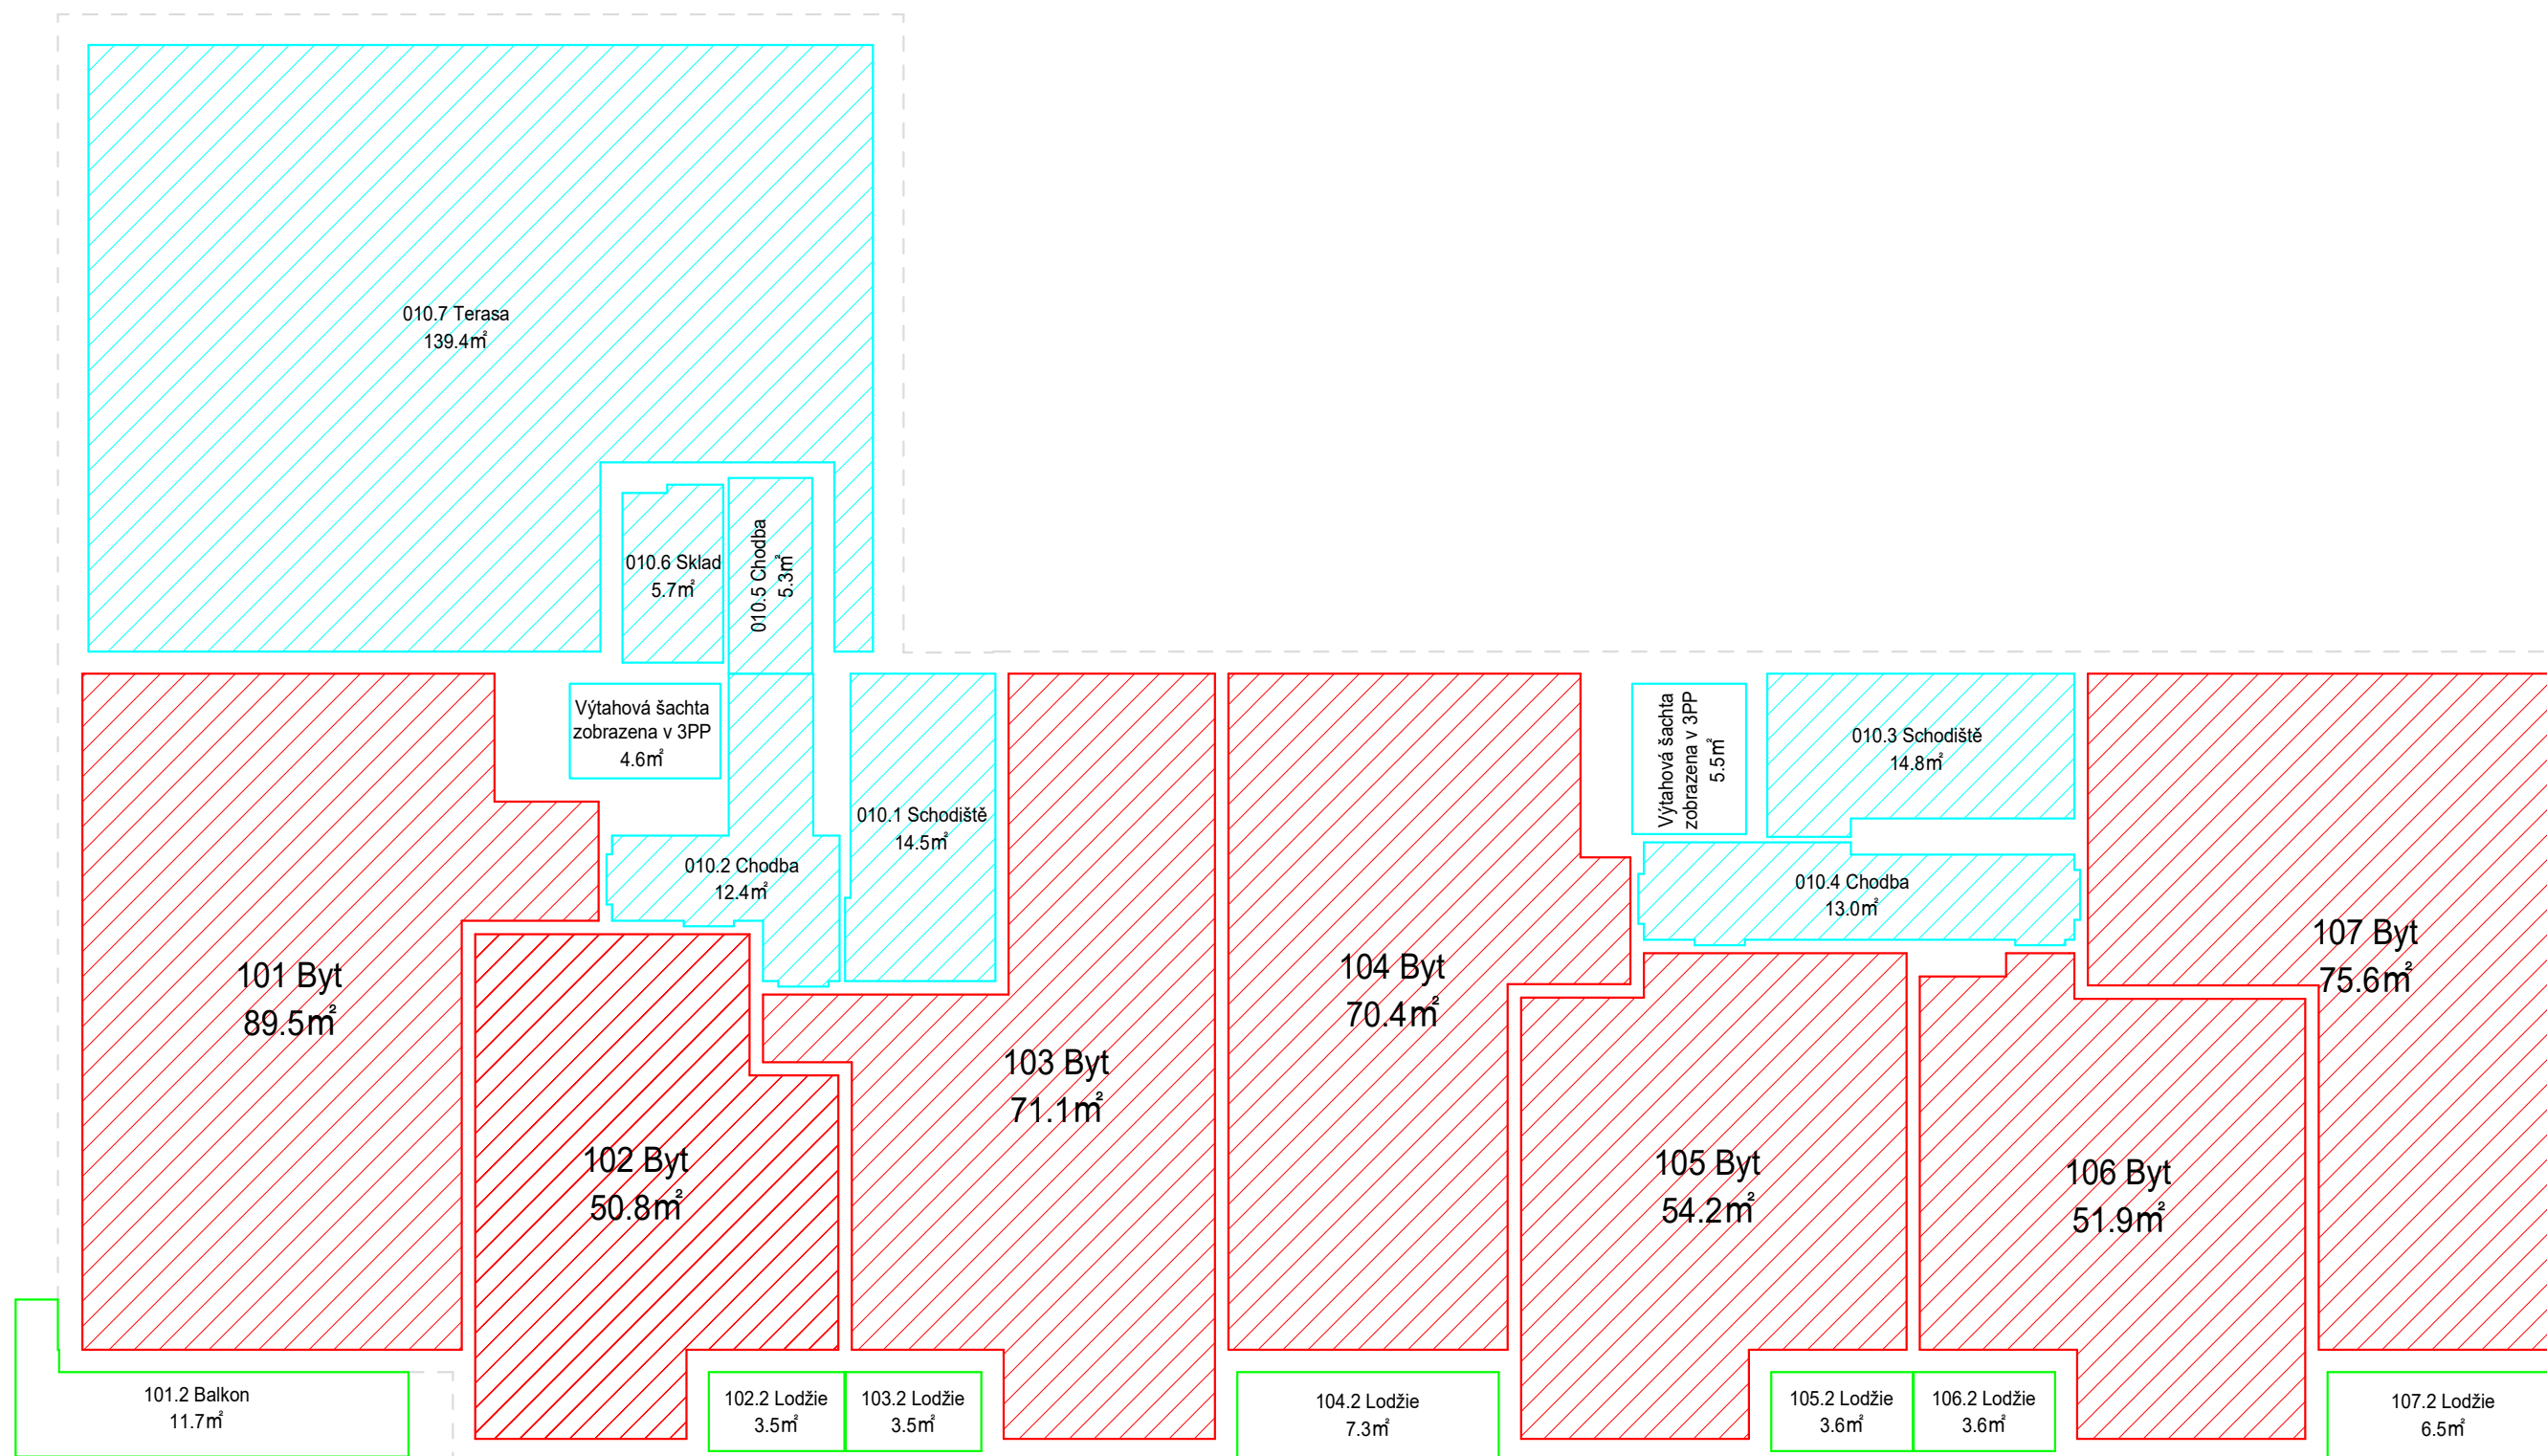 010.7 Terasa
139.4m²
010.6 Sklad
5.7m²
010.5 Chodba
5.3m²
Výtahová šachta
zobrazena v 3PP
4.6m²
010.1 Schodiště
14.5m²
010.2 Chodba
12.4m²
Výtahová šachta
zobrazena v 3PP
5.5m²
010.3 Schodiště
14.8m²
010.4 Chodba
13.0m²
101 Byt
89.5m²
102 Byt
50.8m²
103 Byt
71.1m²
104 Byt
70.4m²
105 Byt
54.2m²
106 Byt
51.9m²
107 Byt
75.6m²
101.2 Balkon
11.7m²
102.2 Lodžie
3.5m²
103.2 Lodžie
3.5m²
104.2 Lodžie
7.3m²
105.2 Lodžie
3.6m²
106.2 Lodžie
3.6m²
107.2 Lodžie
6.5m²